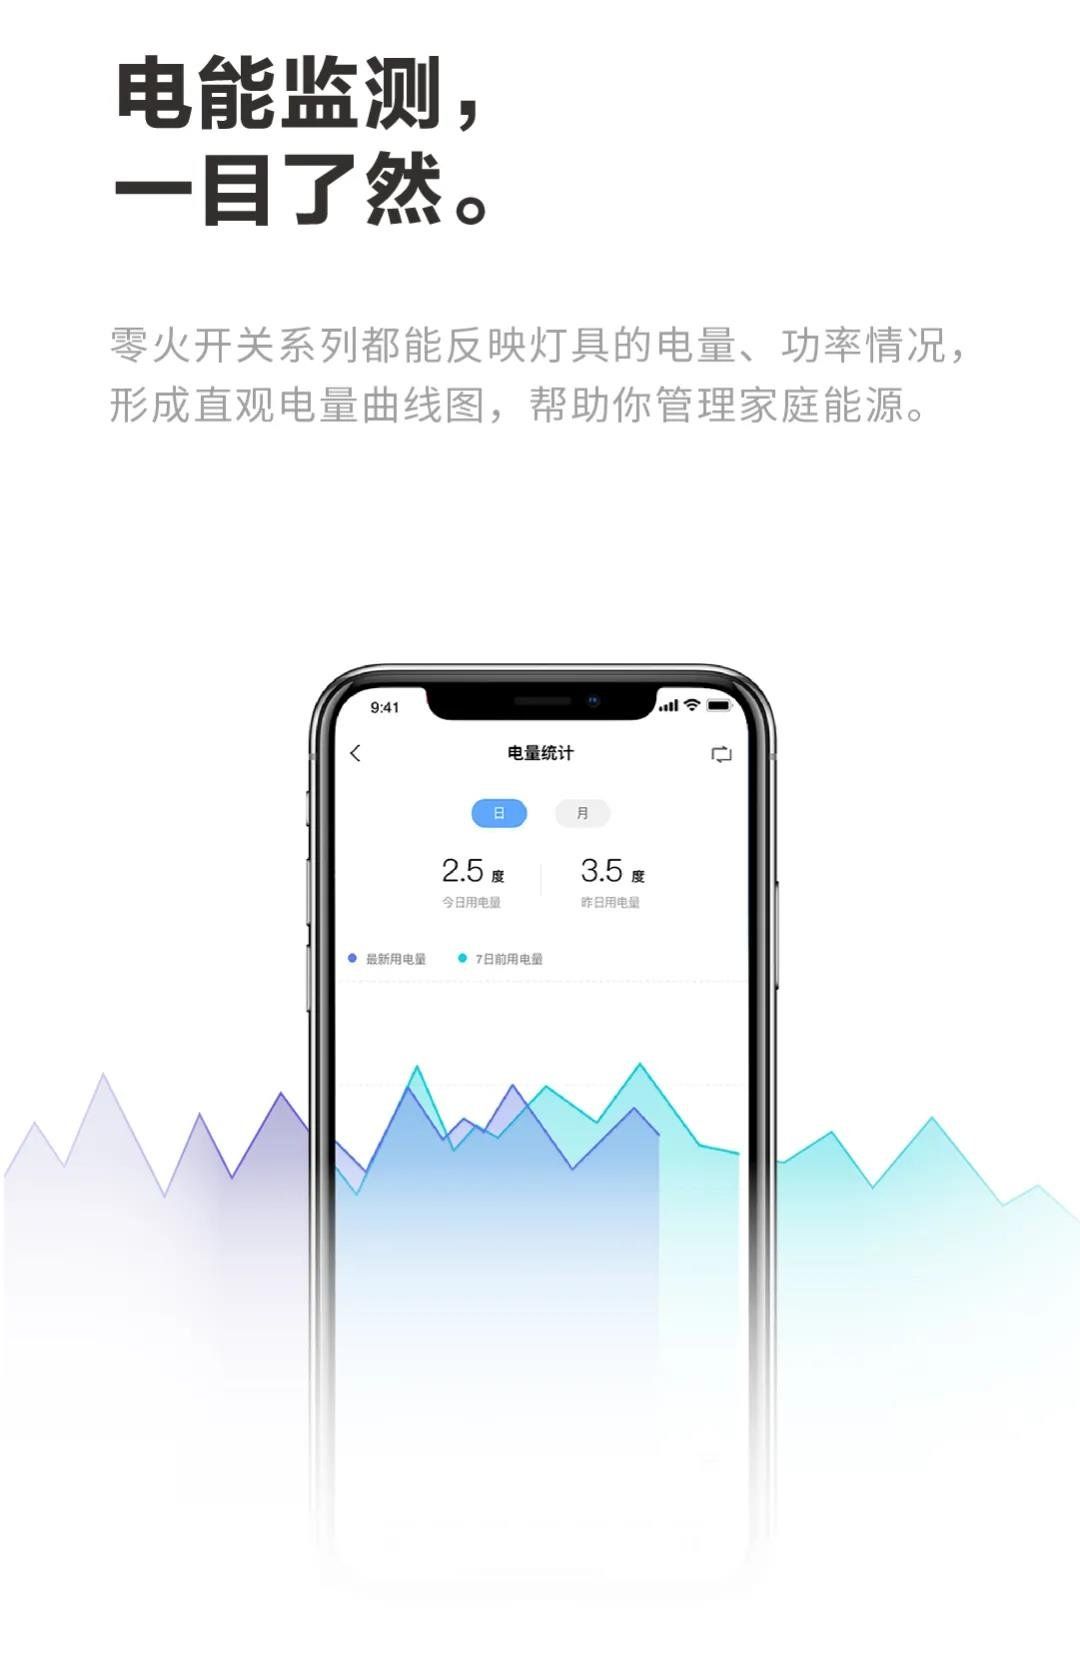 电能监测，
一目了然。
零火开关系列都能反映灯具的电量、功率情况，
形成直观电量曲线图，帮助你管理家庭能源。
9:41
电量统计
日 月
2.5 度 3.5 度
今日用电量 昨日用电量
最新用电量 7日前用电量